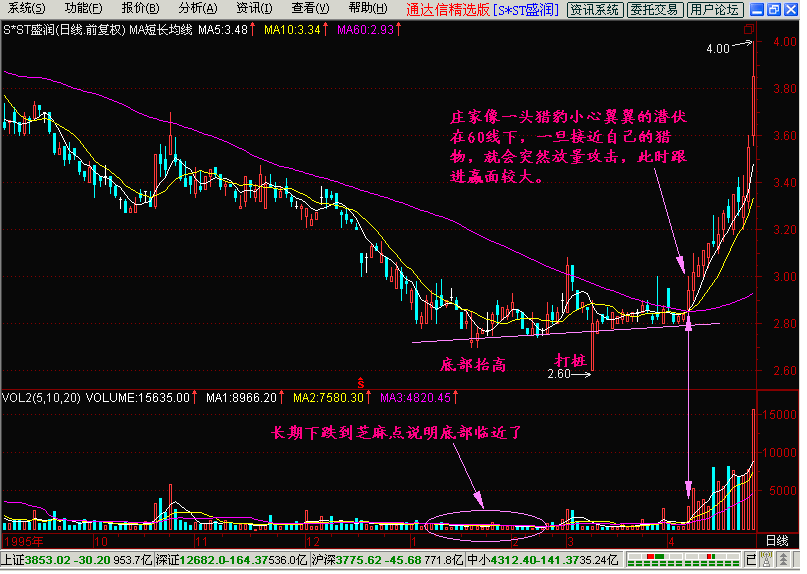 系统(S) 功能(F) 报价(B) 分析(A) 资讯(I) 查看(V) 帮助(H) 通达信精选版 [S*ST盛润] 资讯系统 委托交易 用户论坛
S*ST盛润(日线.前复权) MA短长均线 MA5:3.48↑ MA10:3.34↑ MA60:2.93↑
4.00
4.00
3.80
庄家像一头猎豹小心翼翼的潜伏
在60线下，一旦接近自己的猎
物，就会突然放量攻击，此时跟
进赢面较大。
3.60
3.40
3.20
3.00
2.80
底部抬高
打桩
2.60
2.60
S
VOL2(5,10,20) VOLUME:15635.00↑ MA1:8966.20↑ MA2:7580.30↑ MA3:4820.45↑
15000
长期下跌到芝麻点说明底部临近了
10000
5000
1995年 10 11 12 1 2 3 4 日线
上证3853.02 -30.20 953.7亿 深证12682.0 -164.37 536.0亿 沪深3775.62 -45.68 771.8亿 中小4312.40 -141.37 35.24亿